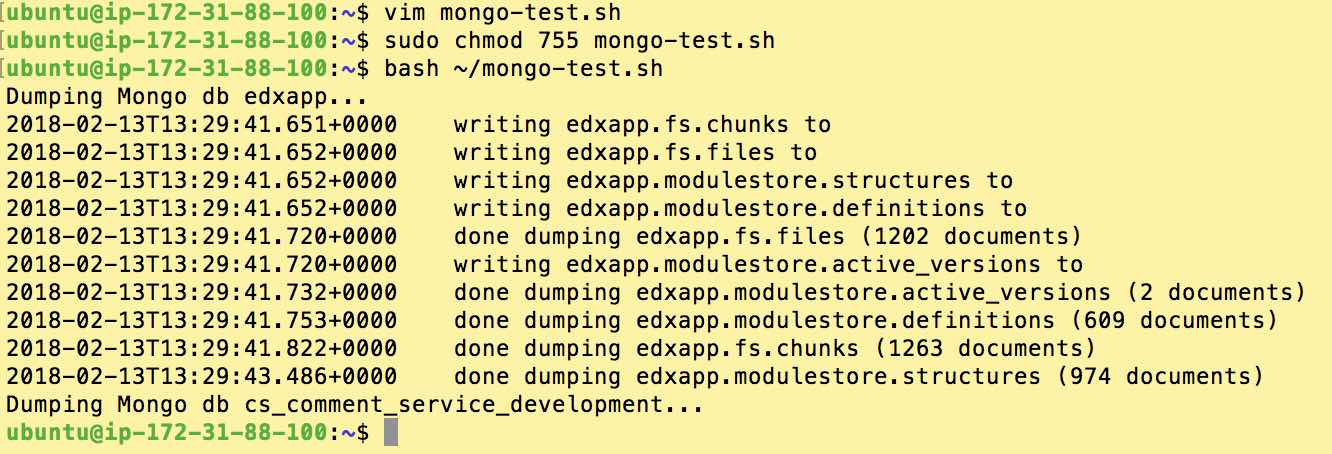 [ubuntu@ip-172-31-88-100:~$ vim mongo-test.sh
[ubuntu@ip-172-31-88-100:~$ sudo chmod 755 mongo-test.sh
[ubuntu@ip-172-31-88-100:~$ bash ~/mongo-test.sh
Dumping Mongo db edxapp...
2018-02-13T13:29:41.651+0000    writing edxapp.fs.chunks to
2018-02-13T13:29:41.652+0000    writing edxapp.fs.files to
2018-02-13T13:29:41.652+0000    writing edxapp.modulestore.structures to
2018-02-13T13:29:41.652+0000    writing edxapp.modulestore.definitions to
2018-02-13T13:29:41.720+0000    done dumping edxapp.fs.files (1202 documents)
2018-02-13T13:29:41.720+0000    writing edxapp.modulestore.active_versions to
2018-02-13T13:29:41.732+0000    done dumping edxapp.modulestore.active_versions (2 documents)
2018-02-13T13:29:41.753+0000    done dumping edxapp.modulestore.definitions (609 documents)
2018-02-13T13:29:41.822+0000    done dumping edxapp.fs.chunks (1263 documents)
2018-02-13T13:29:43.486+0000    done dumping edxapp.modulestore.structures (974 documents)
Dumping Mongo db cs_comment_service_development...
ubuntu@ip-172-31-88-100:~$